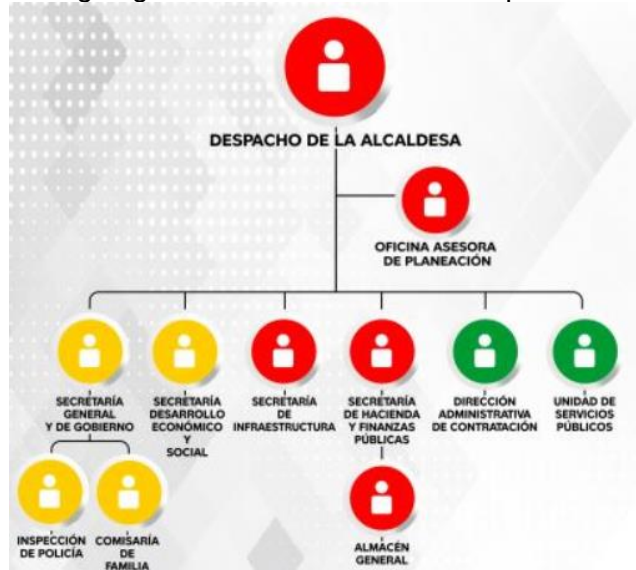 DESPACHO DE LA ALCALDESA
OFICINA ASESORA
DE PLANEACIÓN
SECRETARÍA
GENERAL
Y DE GOBIERNO
SECRETARÍA
DESARROLLO
ECONÓMICO
Y
SOCIAL
SECRETARÍA
DE
INFRAESTRUCTURA
SECRETARÍA
DE HACIENDA
Y FINANZAS
PÚBLICAS
DIRECCIÓN
ADMINISTRATIVA
DE CONTRATACIÓN
UNIDAD DE
SERVICIOS
PÚBLICOS
INSPECCIÓN
DE POLICÍA
COMISARÍA
DE
FAMILIA
ALMACÉN
GENERAL